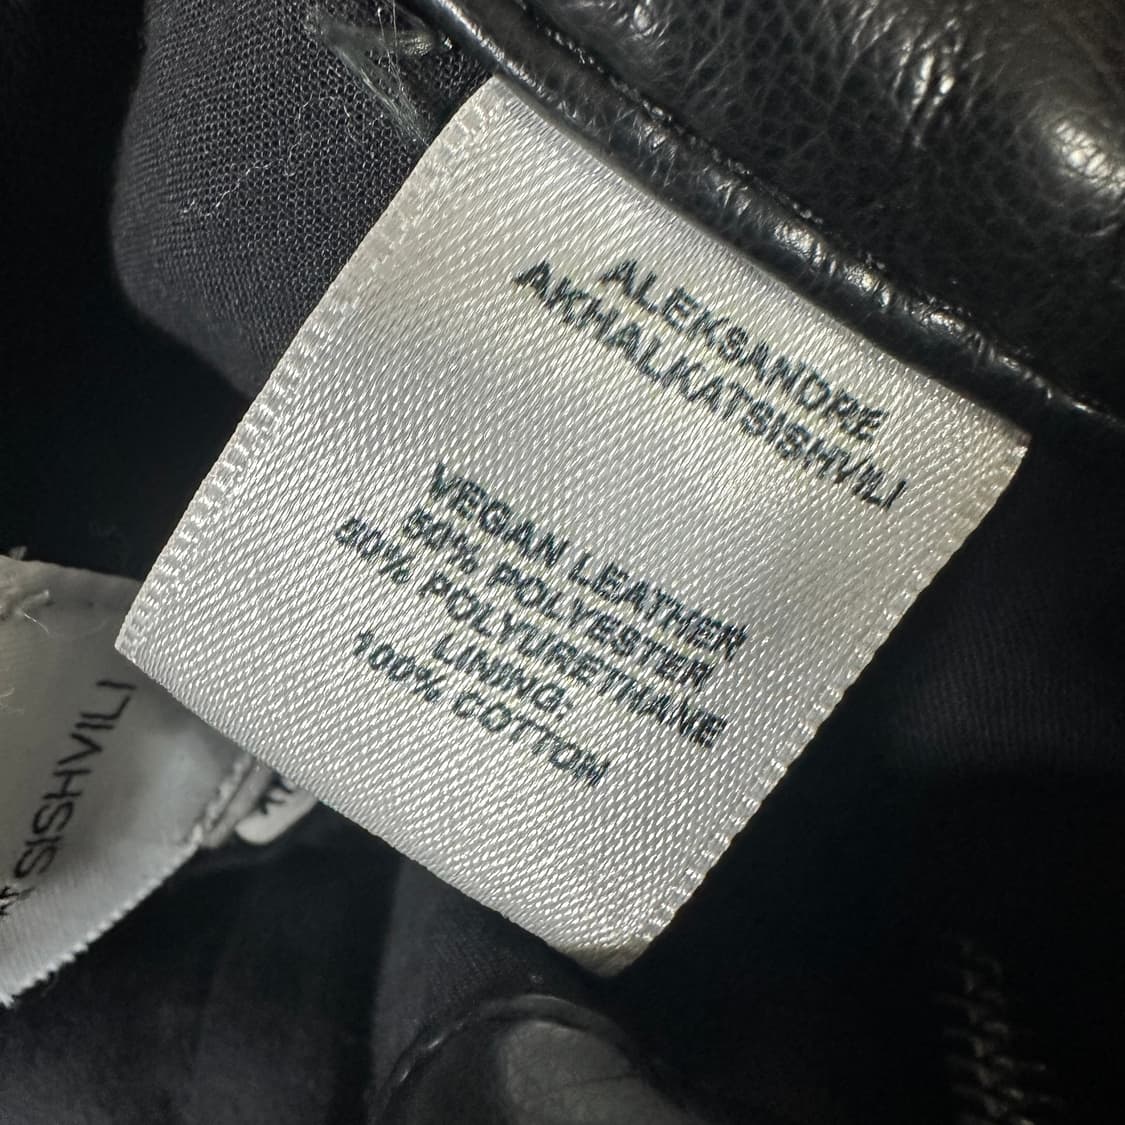 ALEKSANDRE
AKHALKATSISHVILI
VEGAN LEATHER
50% POLYESTER
50% POLYURETHANE
LINING:
100% COTTON
SISHVILI